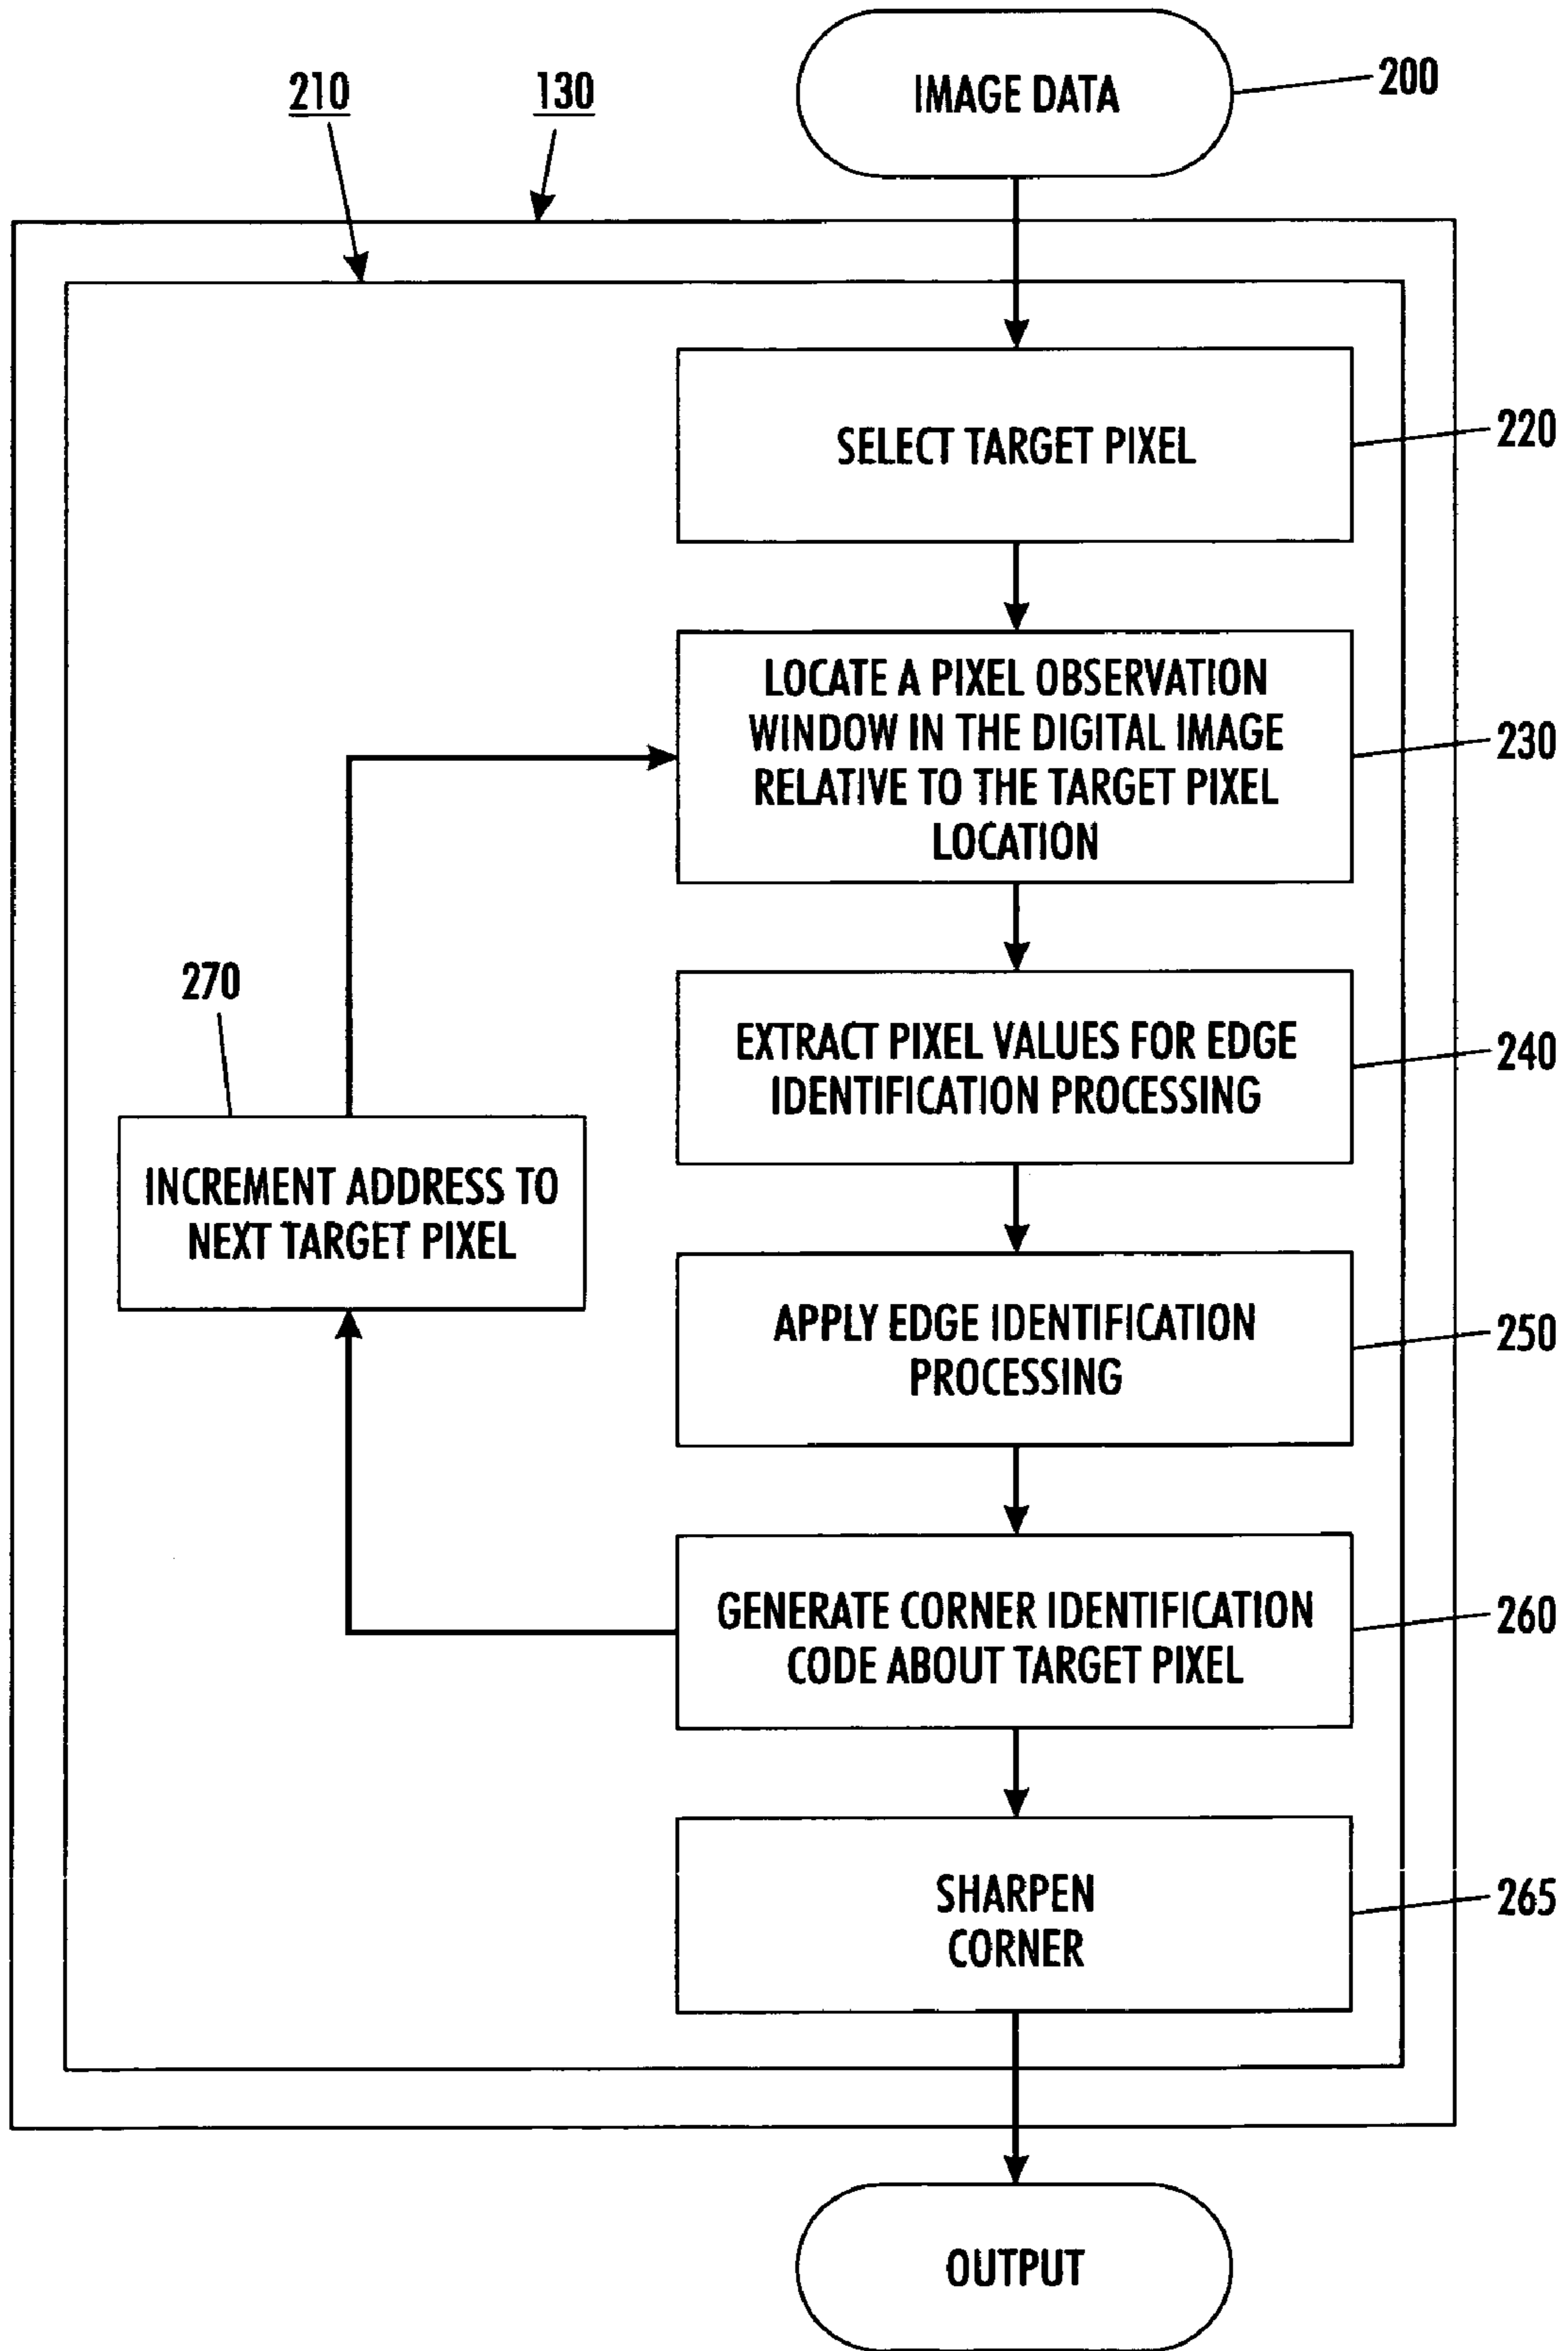 210
130
IMAGE DATA
200
SELECT TARGET PIXEL
220
LOCATE A PIXEL OBSERVATION
WINDOW IN THE DIGITAL IMAGE
RELATIVE TO THE TARGET PIXEL
LOCATION
230
270
EXTRACT PIXEL VALUES FOR EDGE
IDENTIFICATION PROCESSING
240
INCREMENT ADDRESS TO
NEXT TARGET PIXEL
APPLY EDGE IDENTIFICATION
PROCESSING
250
GENERATE CORNER IDENTIFICATION
CODE ABOUT TARGET PIXEL
260
SHARPEN
CORNER
265
OUTPUT